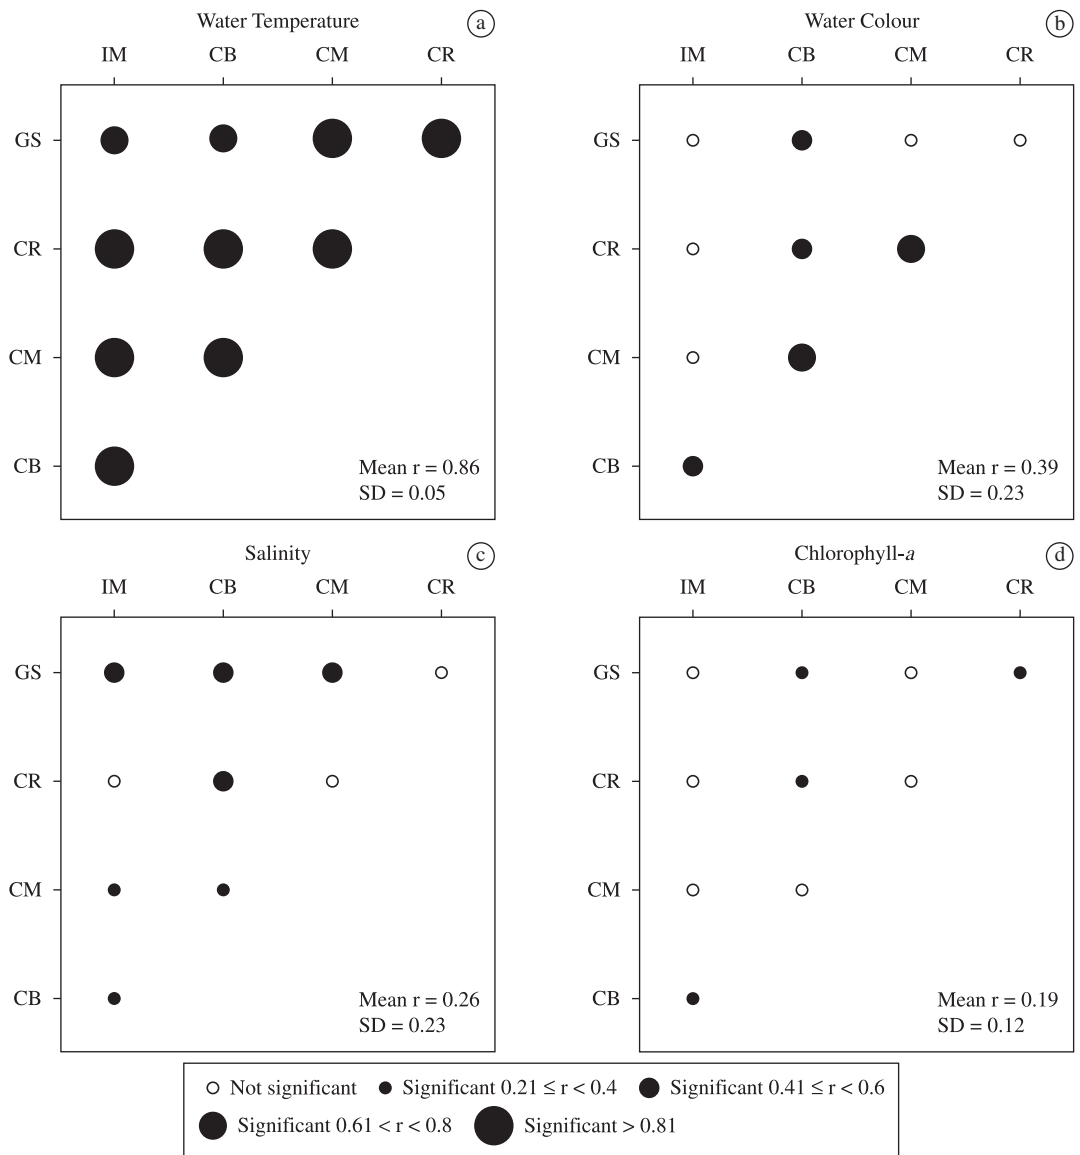 Water Temperature a
IM CB CM CR
GS
CR
CM
CB
Mean r = 0.86
SD = 0.05
Water Colour b
IM CB CM CR
GS
CR
CM
CB
Mean r = 0.39
SD = 0.23
Salinity c
IM CB CM CR
GS
CR
CM
CB
Mean r = 0.26
SD = 0.23
Chlorophyll-a d
IM CB CM CR
GS
CR
CM
CB
Mean r = 0.19
SD = 0.12
Not significant Significant 0.21 ≤ r < 0.4 Significant 0.41 ≤ r < 0.6
Significant 0.61 < r < 0.8 Significant > 0.81